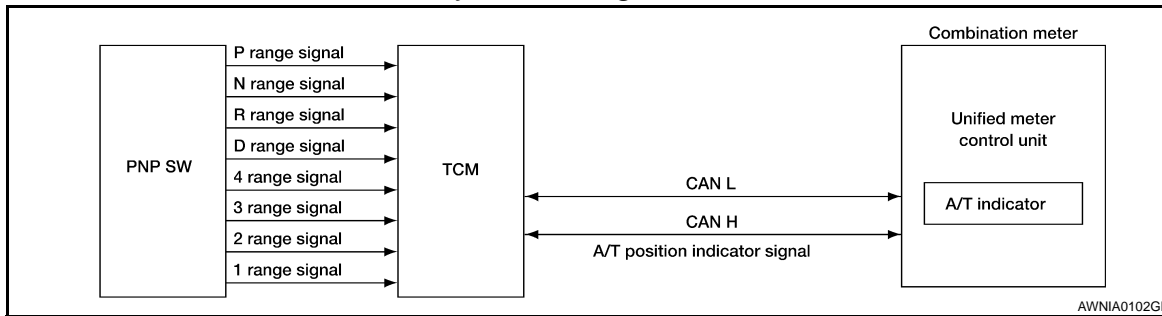 Combination meter
P range signal
N range signal
R range signal
D range signal
4 range signal
3 range signal
2 range signal
1 range signal
PNP SW
TCM
CAN L
CAN H
A/T position indicator signal
Unified meter
control unit
A/T indicator